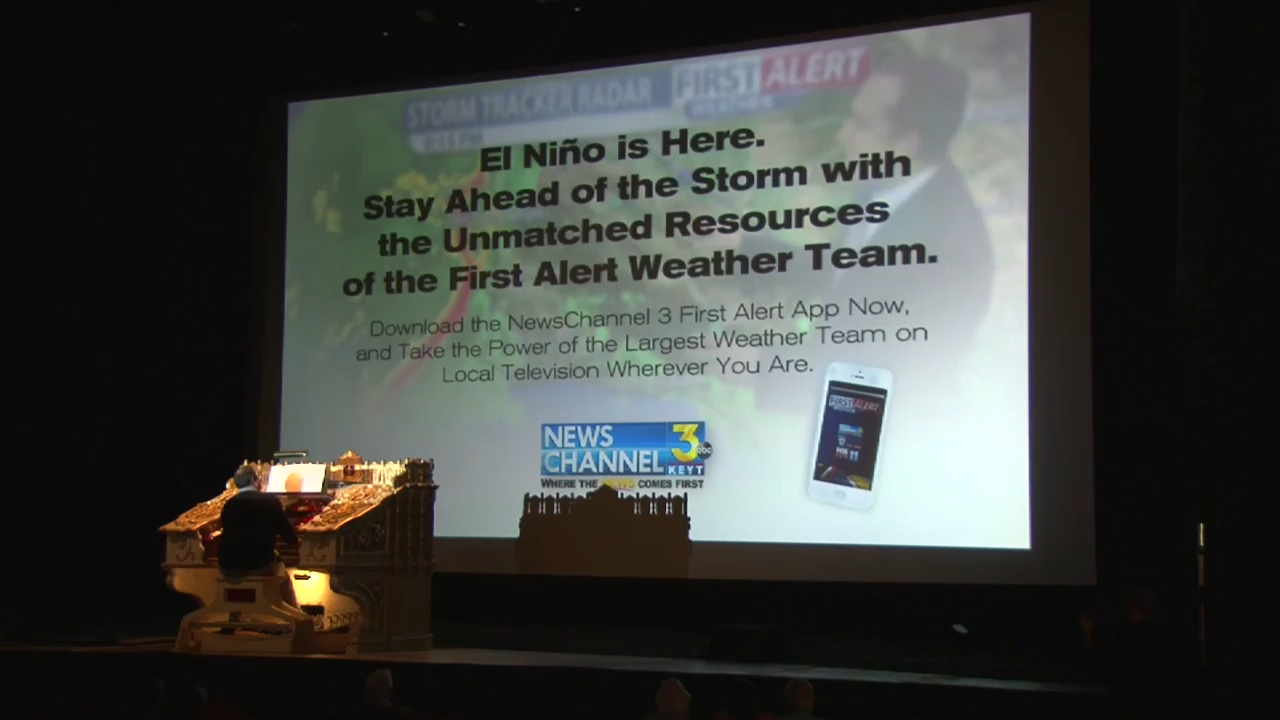 STORM TRACKER RADAR
FIRST ALERT
WEATHER
El Niño is Here.
Stay Ahead of the Storm with
the Unmatched Resources
of the First Alert Weather Team.
Download the NewsChannel 3 First Alert App Now,
and Take the Power of the Largest Weather Team on
Local Television Wherever You Are.
FIRST ALERT
NEWS
CHANNEL 3 abc
KEYT
WHERE THE NEWS COMES FIRST